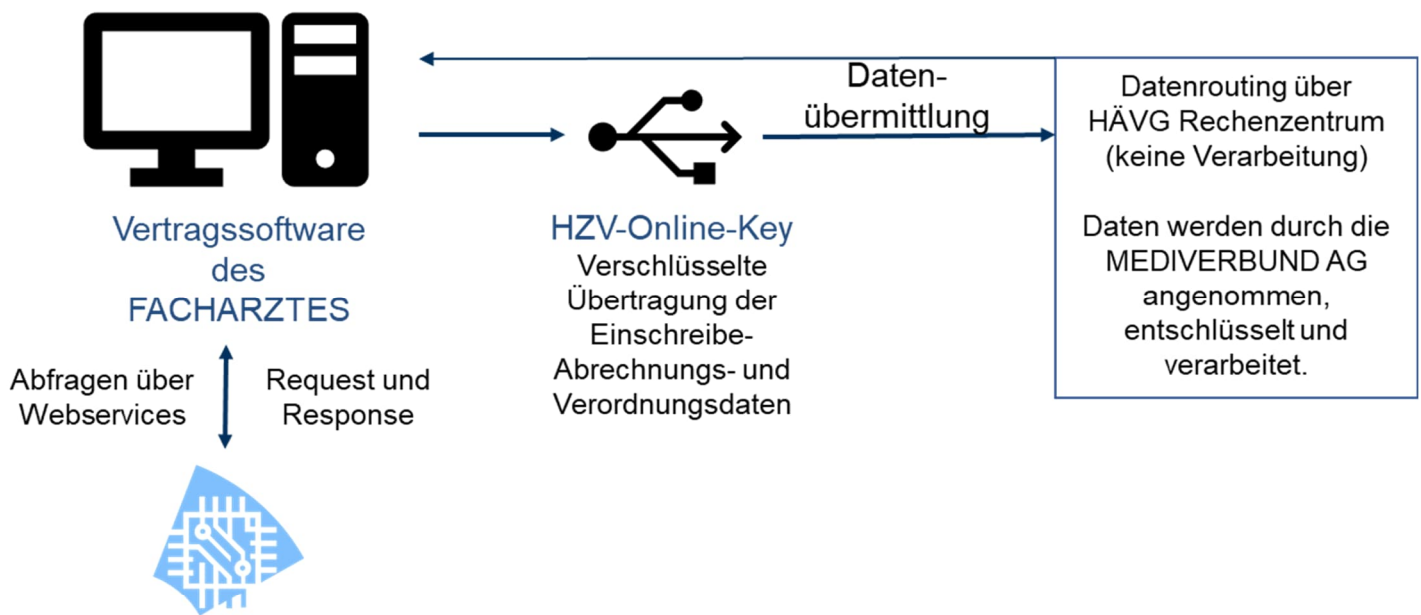 Vertragssoftware
des
FACHARZTES
Abfragen über
Webservices
Request und
Response
HZV-Online-Key
Verschlüsselte
Übertragung der
Einschreibe-
Abrechnungs- und
Verordnungsdaten
Daten-
übermittlung
Datenrouting über
HÄVG Rechenzentrum
(keine Verarbeitung)
Daten werden durch die
MEDIVERBUND AG
angenommen,
entschlüsselt und
verarbeitet.